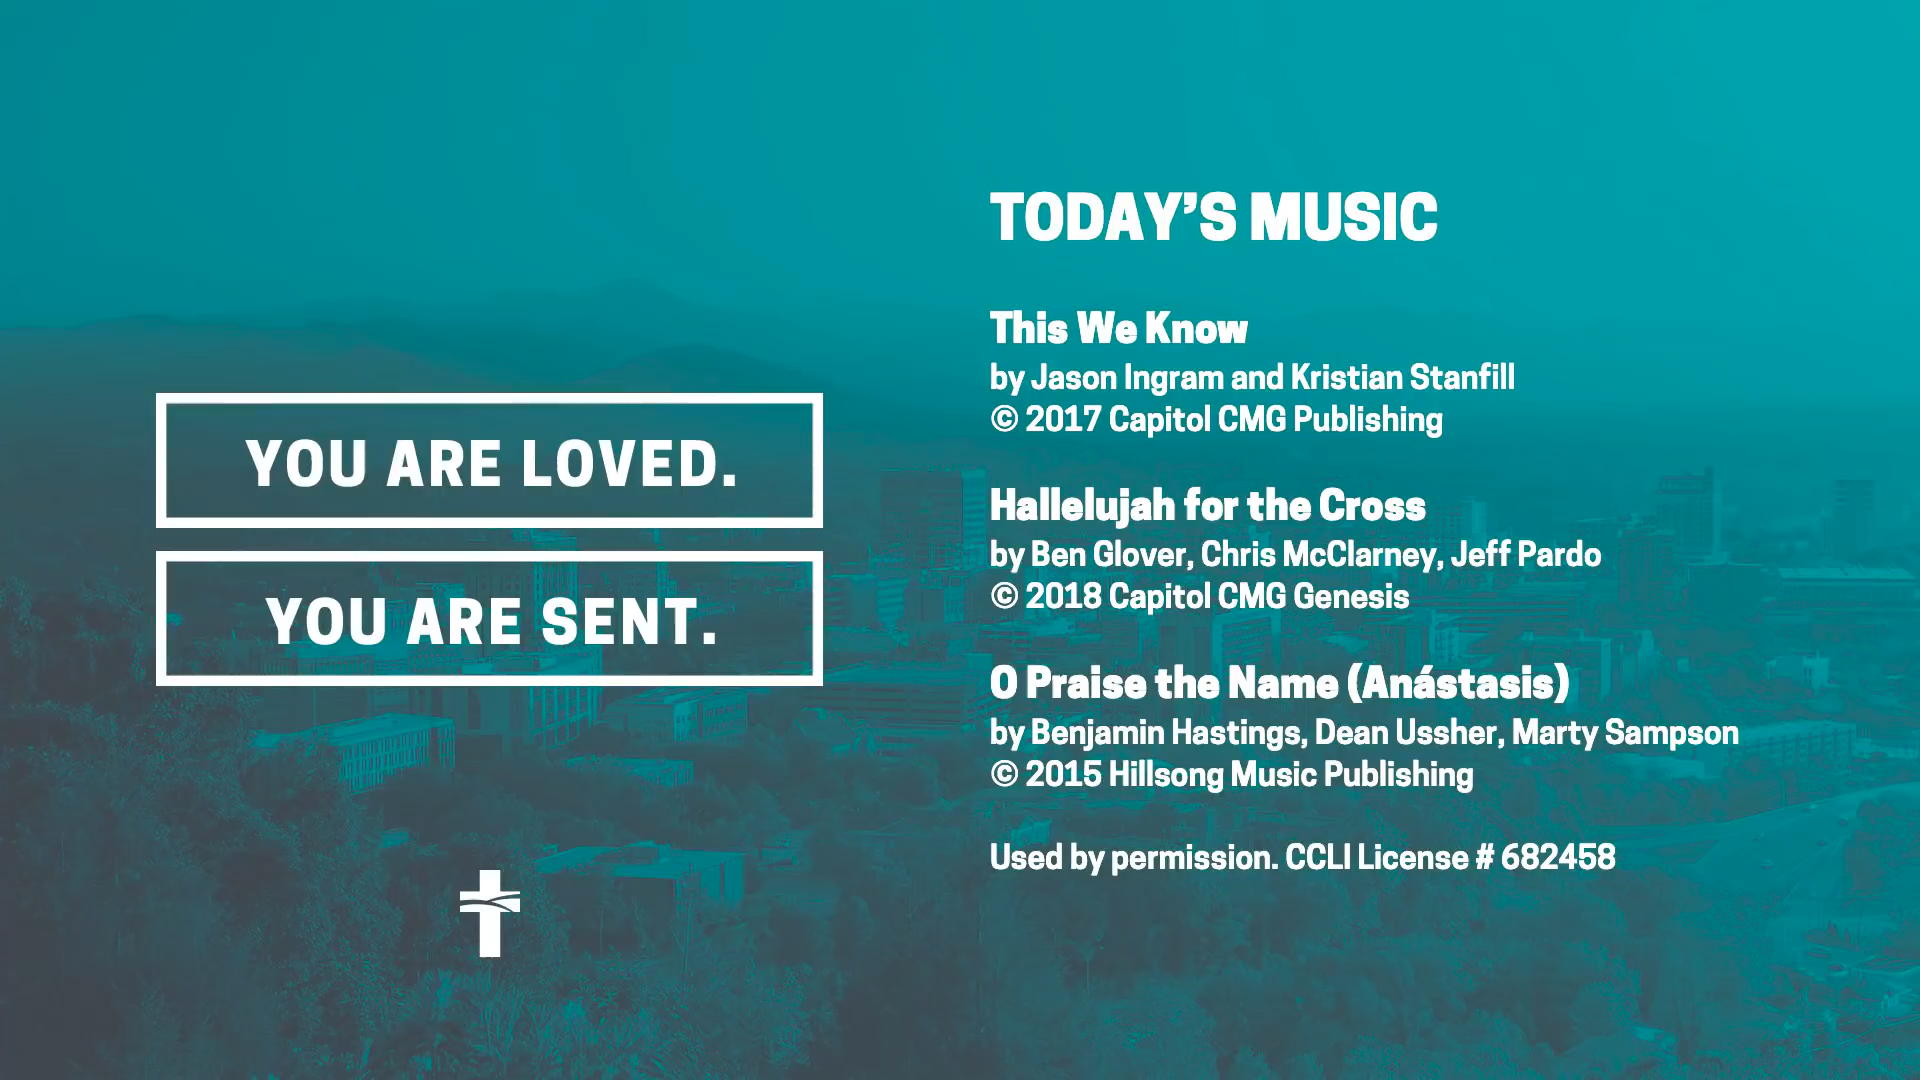 YOU ARE LOVED.
YOU ARE SENT.
TODAY’S MUSIC
This We Know
by Jason Ingram and Kristian Stanfill
© 2017 Capitol CMG Publishing
Hallelujah for the Cross
by Ben Glover, Chris McClarney, Jeff Pardo
© 2018 Capitol CMG Genesis
O Praise the Name (Anástasis)
by Benjamin Hastings, Dean Ussher, Marty Sampson
© 2015 Hillsong Music Publishing
Used by permission. CCLI License # 682458